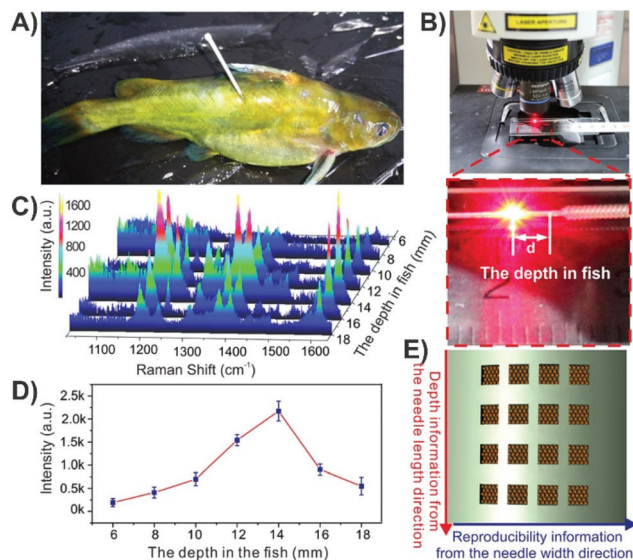 A)
B)
LASER APERTURE
CAUTION
d
The depth in fish
2
C)
Intensity (a.u.)
1600
1200
800
400
6
8
10
12
14
16
18
The depth in fish (mm)
1100
1200
1300
1400
1500
1600
Raman Shift (cm⁻¹)
D)
Intensity (a.u.)
2.5k
2.0k
1.5k
1.0k
0.5k
0k
6
8
10
12
14
16
18
The depth in the fish (mm)
E)
Depth information from
the needle length direction
Reproducibility information
from the needle width direction